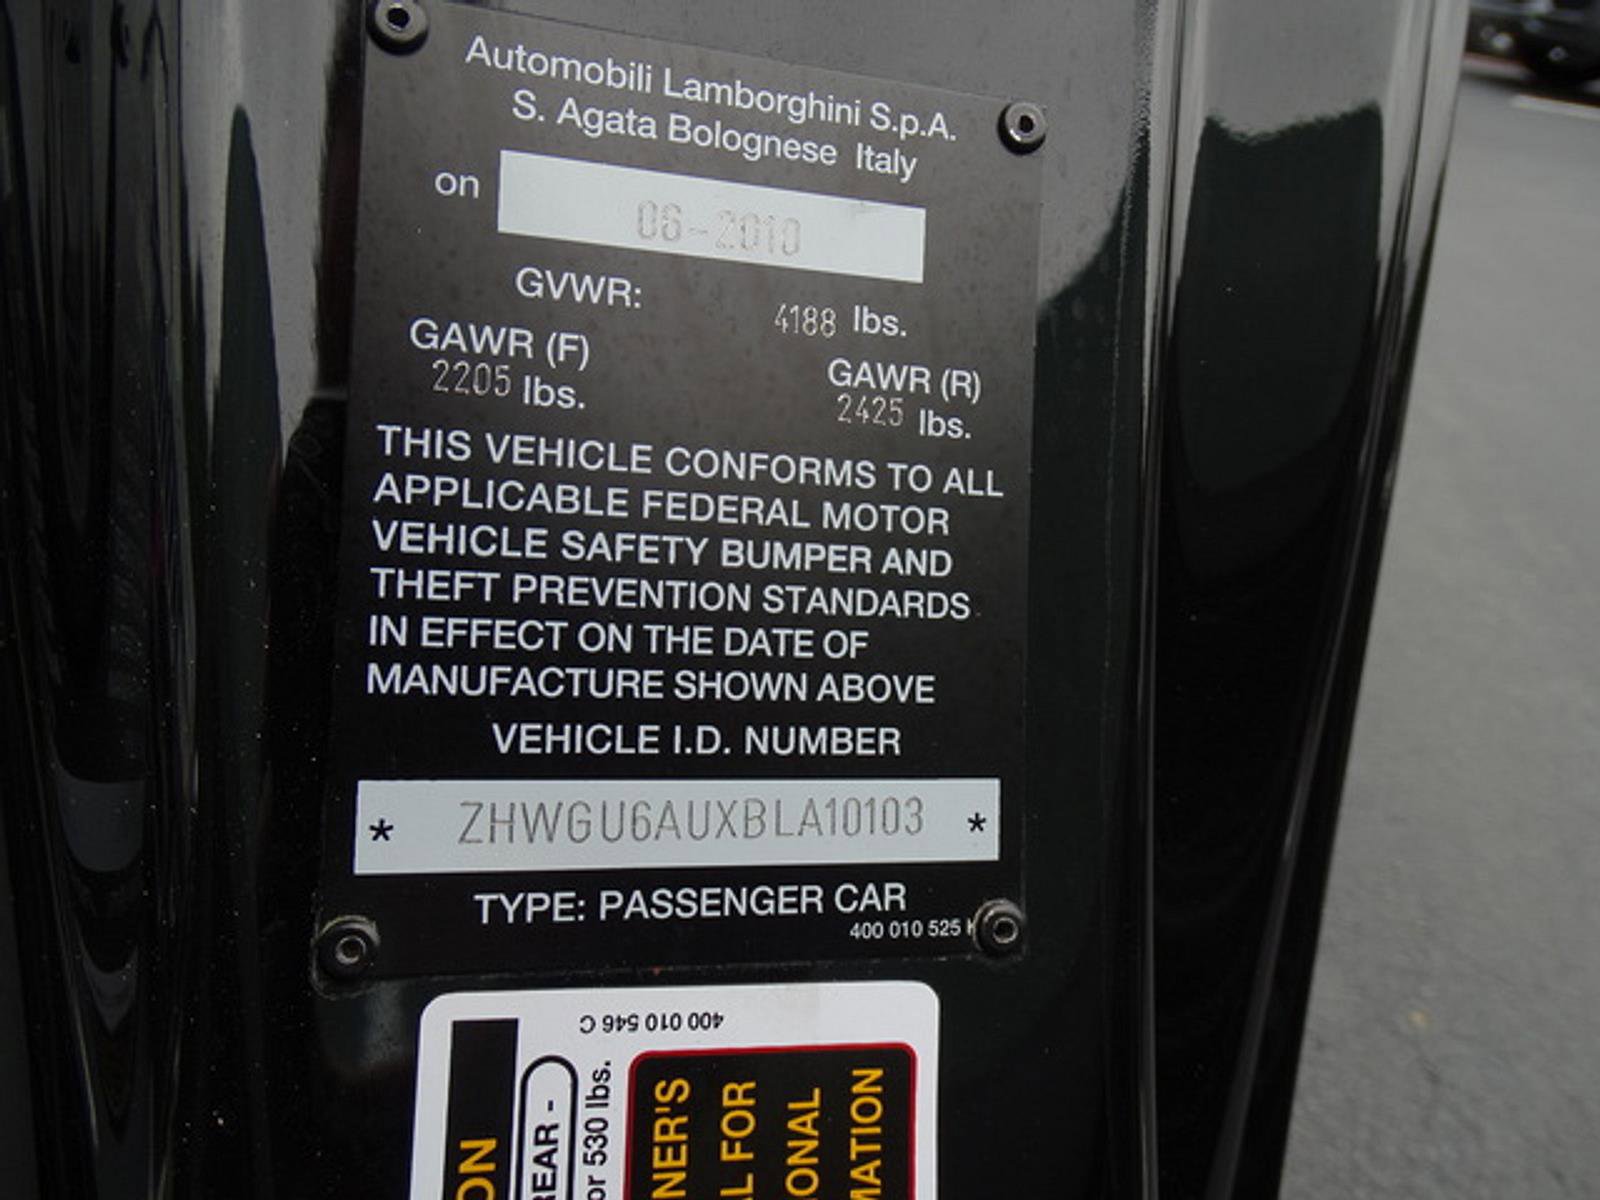 Automobili Lamborghini S.p.A.
S. Agata Bolognese Italy
on 06-2010
GVWR: 4188 lbs.
GAWR (F) GAWR (R)
2205 lbs. 2425 lbs.
THIS VEHICLE CONFORMS TO ALL
APPLICABLE FEDERAL MOTOR
VEHICLE SAFETY BUMPER AND
THEFT PREVENTION STANDARDS
IN EFFECT ON THE DATE OF
MANUFACTURE SHOWN ABOVE
VEHICLE I.D. NUMBER
* ZHWGU6AUXBLA10103 *
TYPE: PASSENGER CAR
400 010 525
400 010 546 C
ON
REAR -
or 530 lbs.
NER'S
L FOR
ONAL
MATION